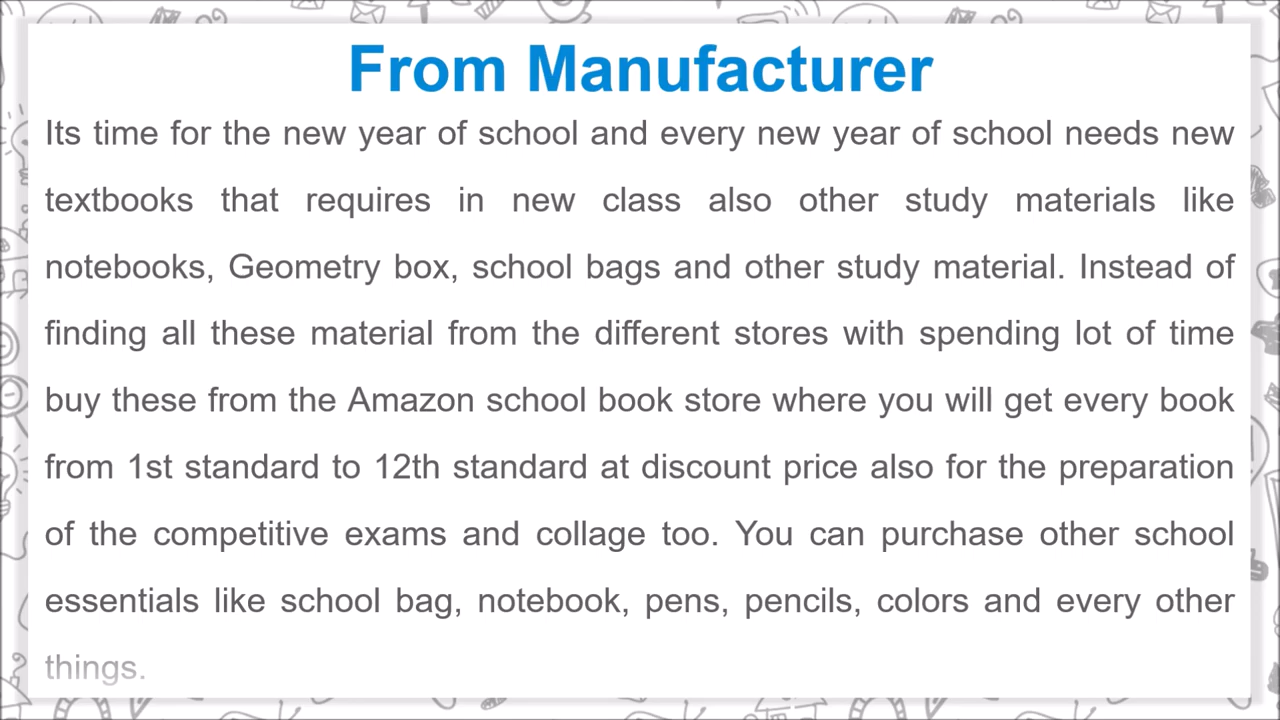 From Manufacturer
Its time for the new year of school and every new year of school needs new
textbooks that requires in new class also other study materials like
notebooks, Geometry box, school bags and other study material. Instead of
finding all these material from the different stores with spending lot of time
buy these from the Amazon school book store where you will get every book
from 1st standard to 12th standard at discount price also for the preparation
of the competitive exams and collage too. You can purchase other school
essentials like school bag, notebook, pens, pencils, colors and every other
things.